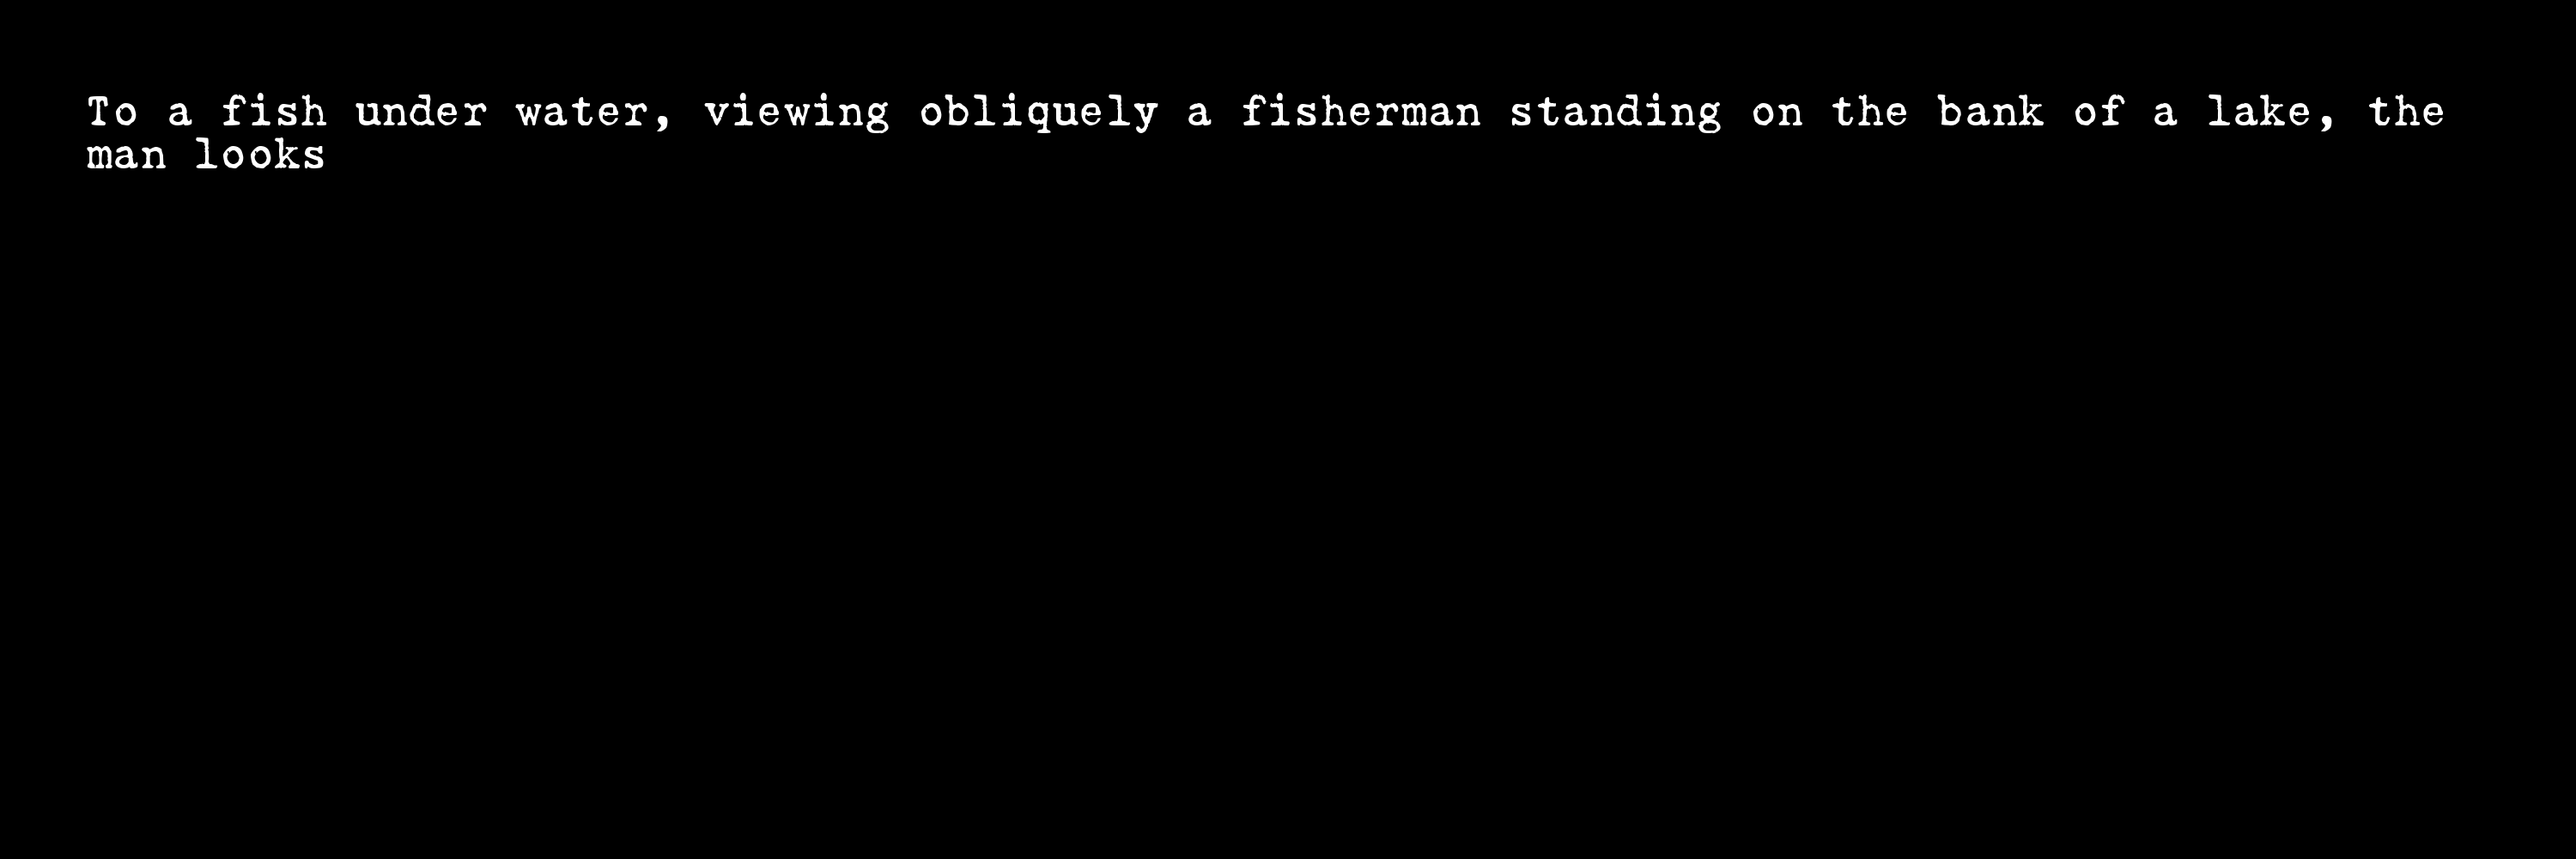 To a fish under water, viewing obliquely a fisherman standing on the bank of a lake, the
man looks